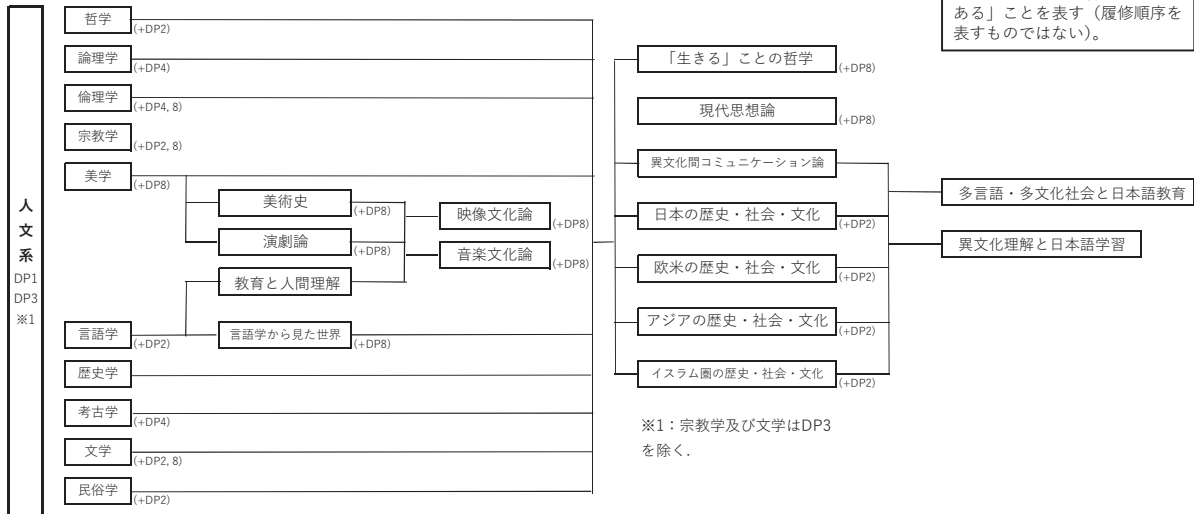 ある」ことを表す（履修順序を
表すものではない）。
人
文
系
DP1
DP3
※1
哲学
(+DP2)
論理学
(+DP4)
倫理学
(+DP4, 8)
宗教学
(+DP2, 8)
美学
(+DP8)
美術史
(+DP8)
演劇論
(+DP8)
教育と人間理解
映像文化論
(+DP8)
音楽文化論
(+DP8)
言語学
(+DP2)
言語学から見た世界
(+DP8)
歴史学
考古学
(+DP4)
文学
(+DP2, 8)
民俗学
(+DP2)
「生きる」ことの哲学
(+DP8)
現代思想論
(+DP8)
異文化間コミュニケーション論
日本の歴史・社会・文化
(+DP2)
欧米の歴史・社会・文化
(+DP2)
アジアの歴史・社会・文化
(+DP2)
イスラム圏の歴史・社会・文化
(+DP2)
多言語・多文化社会と日本語教育
異文化理解と日本語学習
※1：宗教学及び文学はDP3
を除く.